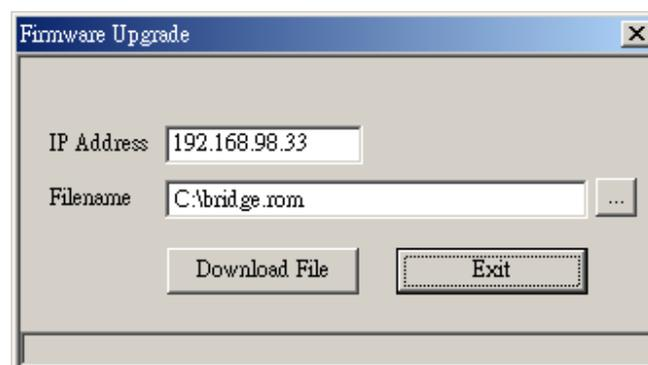 Firmware Upgrade
IP Address 192.168.98.33
Filename C:\bridge.rom ...
Download File Exit